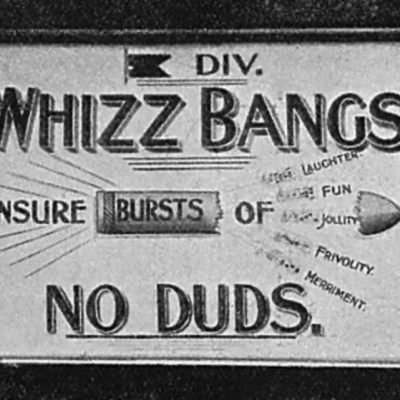 DIV.
WHIZZ BANGS
NSURE BURSTS OF
LAUGHTER.
FUN
JOLLITY
FRIVOLITY.
MERRIMENT.
NO DUDS.